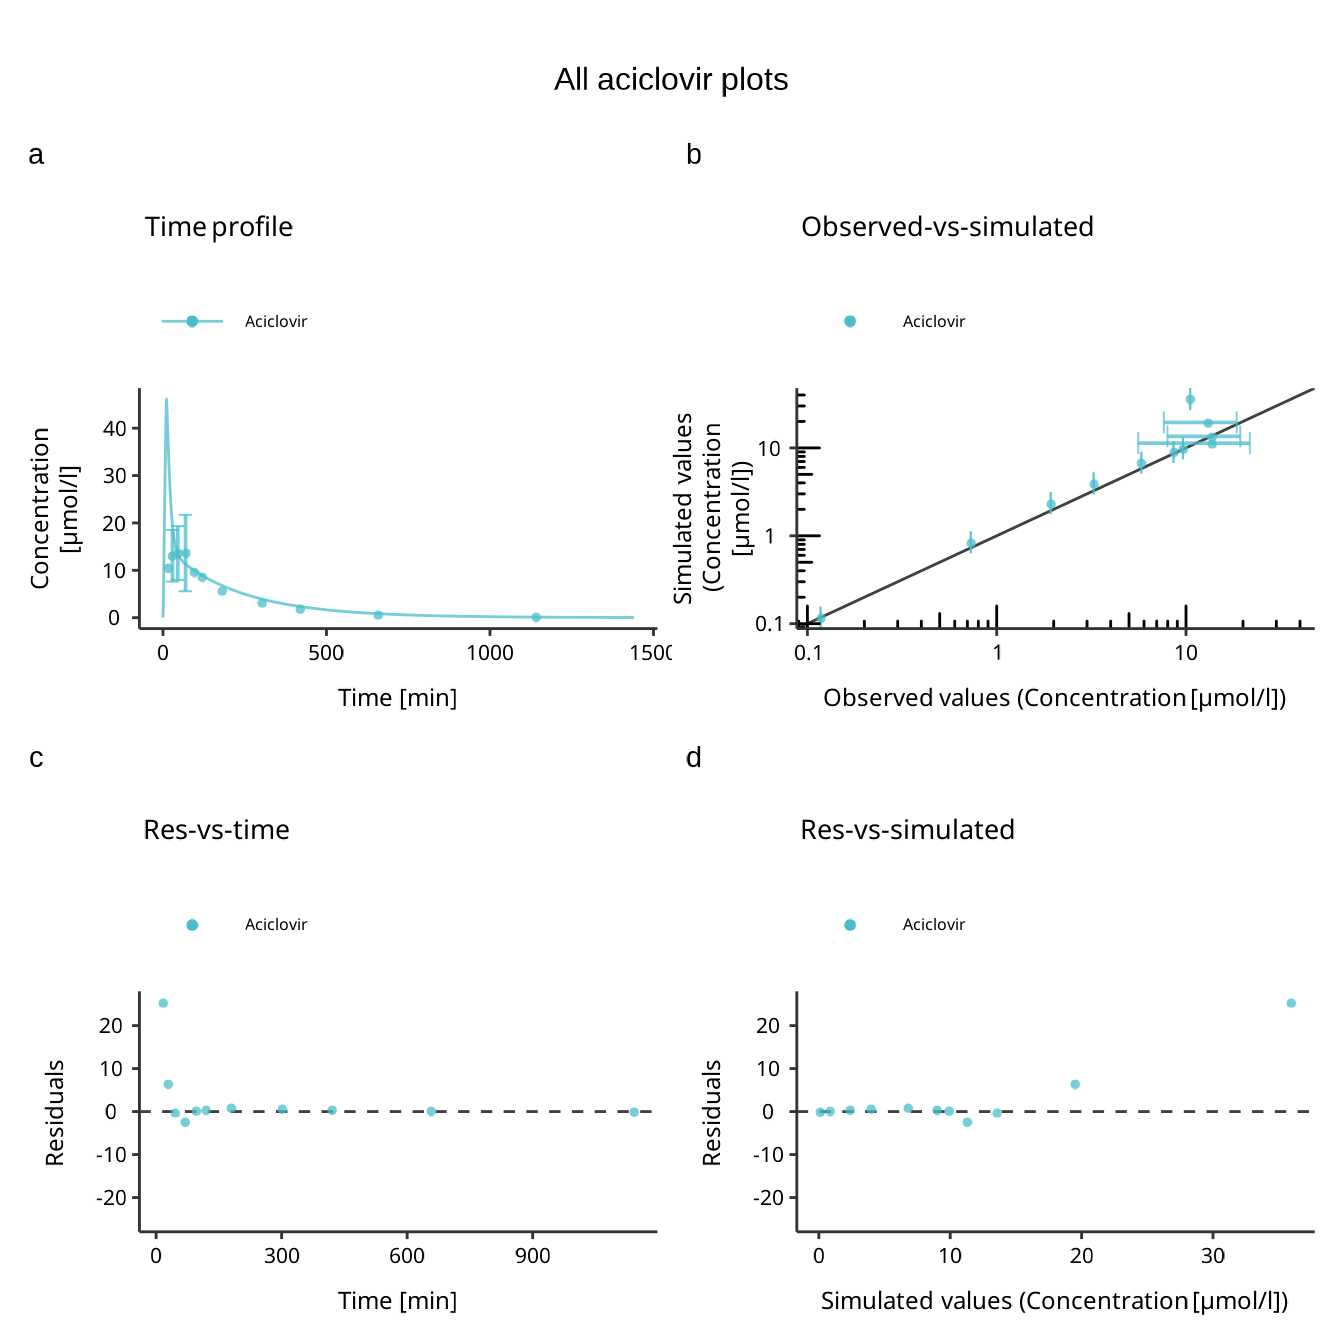 All aciclovir plots
a
Time profile
Aciclovir
Concentration
[µmol/l]
40
30
20
10
0
0 500 1000 1500
Time [min]
b
Observed-vs-simulated
Aciclovir
Simulated values
(Concentration
[µmol/l])
10
1
0.1
0.1 1 10
Observed values (Concentration [µmol/l])
c
Res-vs-time
Aciclovir
Residuals
20
10
0
-10
-20
0 300 600 900
Time [min]
d
Res-vs-simulated
Aciclovir
Residuals
20
10
0
-10
-20
0 10 20 30
Simulated values (Concentration [µmol/l])